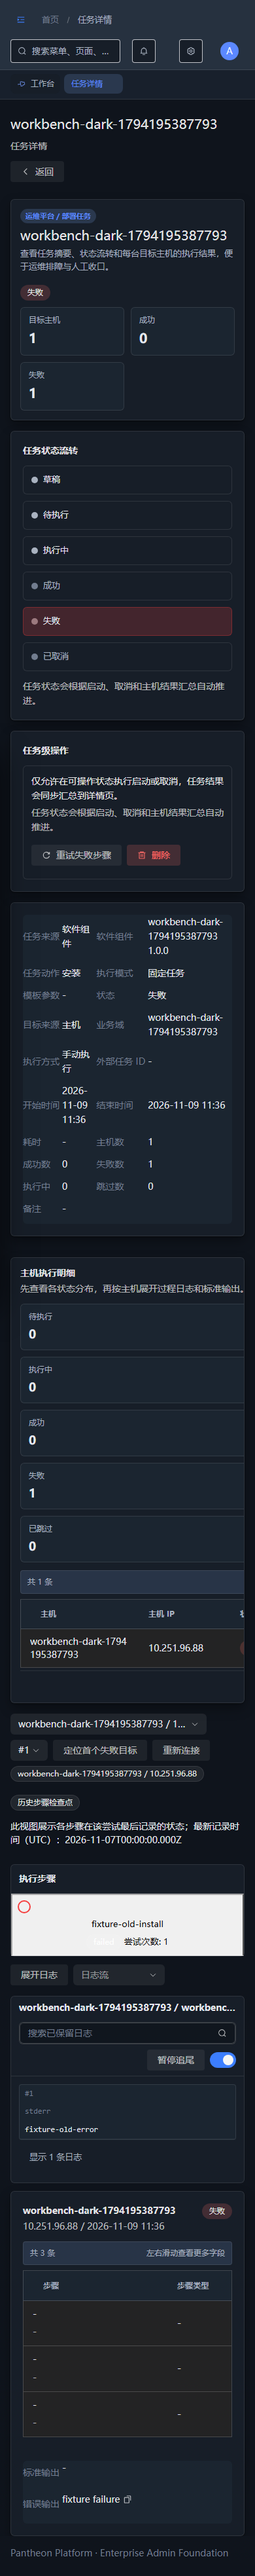 首页 / 任务详情
搜索菜单、页面、...
A
工作台 任务详情
workbench-dark-1794195387793
任务详情
返回
运维平台 / 部署任务
workbench-dark-1794195387793
查看任务摘要、状态流转和每台目标主机的执行结果，便
于运维排障与人工收口。
失败
目标主机 成功
1 0
失败
1
任务状态流转
草稿
待执行
执行中
成功
失败
已取消
任务状态会根据启动、取消和主机结果汇总自动推
进。
任务级操作
仅允许在可操作状态执行启动或取消，任务结果
会同步汇总到详情页。
任务状态会根据启动、取消和主机结果汇总自动
推进。
重试失败步骤 删除
任务来源 软件组件 软件组件 workbench-dark-1794195387793 1.0.0
任务动作 安装 执行模式 固定任务
模板参数 - 状态 失败
目标来源 主机 业务域 workbench-dark-1794195387793
执行方式 手动执行 外部任务 ID -
开始时间 2026-11-09 11:36 结束时间 2026-11-09 11:36
耗时 - 主机数 1
成功数 0 失败数 1
执行中 0 跳过数 0
备注 -
主机执行明细
先查看各状态分布，再按主机展开过程日志和标准输出。
待执行
0
执行中
0
成功
0
失败
1
已跳过
0
共 1 条
主机 主机 IP
workbench-dark-1794
195387793 10.251.96.88
workbench-dark-1794195387793 / 1...
#1 定位首个失败目标 重新连接
workbench-dark-1794195387793 / 10.251.96.88
历史步骤检查点
此视图展示各步骤在该尝试最后记录的状态；最新记录时
间（UTC）：2026-11-07T00:00:00.000Z
执行步骤
fixture-old-install
尝试次数: 1
展开日志 日志流
workbench-dark-1794195387793 / workbenc...
搜索已保留日志
暂停追尾
#1
stderr
fixture-old-error
显示 1 条日志
workbench-dark-1794195387793 失败
10.251.96.88 / 2026-11-09 11:36
共 3 条 左右滑动查看更多字段
步骤 步骤类型
-
- -
-
- -
-
- -
标准输出 -
错误输出 fixture failure
Pantheon Platform · Enterprise Admin Foundation